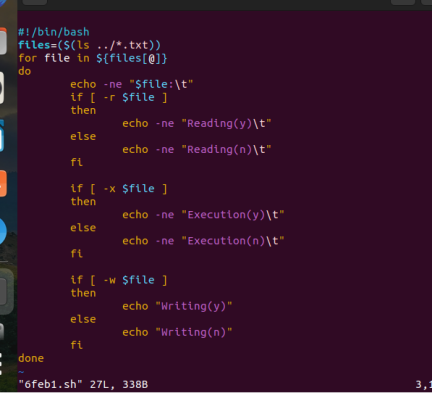 #!/bin/bash
files=($(ls ../*.txt))
for file in ${files[@]}
do
        echo -ne "$file:\t"
        if [ -r $file ]
        then
                echo -ne "Reading(y)\t"
        else
                echo -ne "Reading(n)\t"
        fi

        if [ -x $file ]
        then
                echo -ne "Execution(y)\t"
        else
                echo -ne "Execution(n)\t"
        fi

        if [ -w $file ]
        then
                echo "Writing(y)"
        else
                echo "Writing(n)"
        fi
done
~
"6feb1.sh" 27L, 338B 3,1